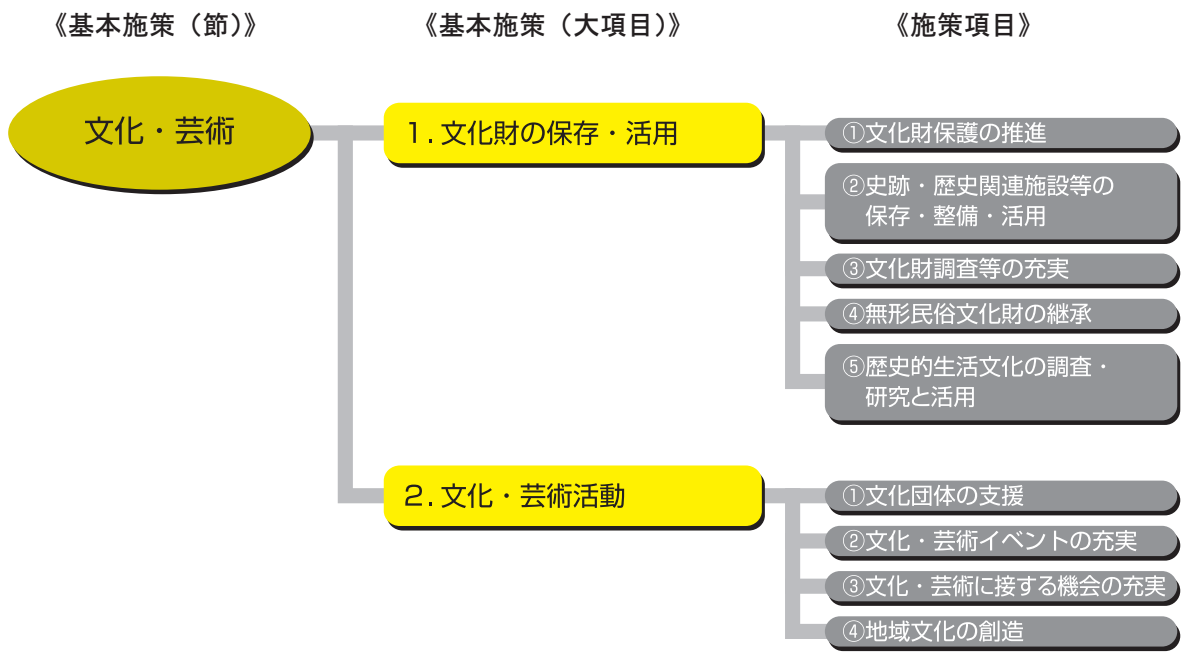 《基本施策（節）》
《基本施策（大項目）》
《施策項目》
文化・芸術
1．文化財の保存・活用
①文化財保護の推進
②史跡・歴史関連施設等の
保存・整備・活用
③文化財調査等の充実
④無形民俗文化財の継承
⑤歴史的生活文化の調査・
研究と活用
2．文化・芸術活動
①文化団体の支援
②文化・芸術イベントの充実
③文化・芸術に接する機会の充実
④地域文化の創造